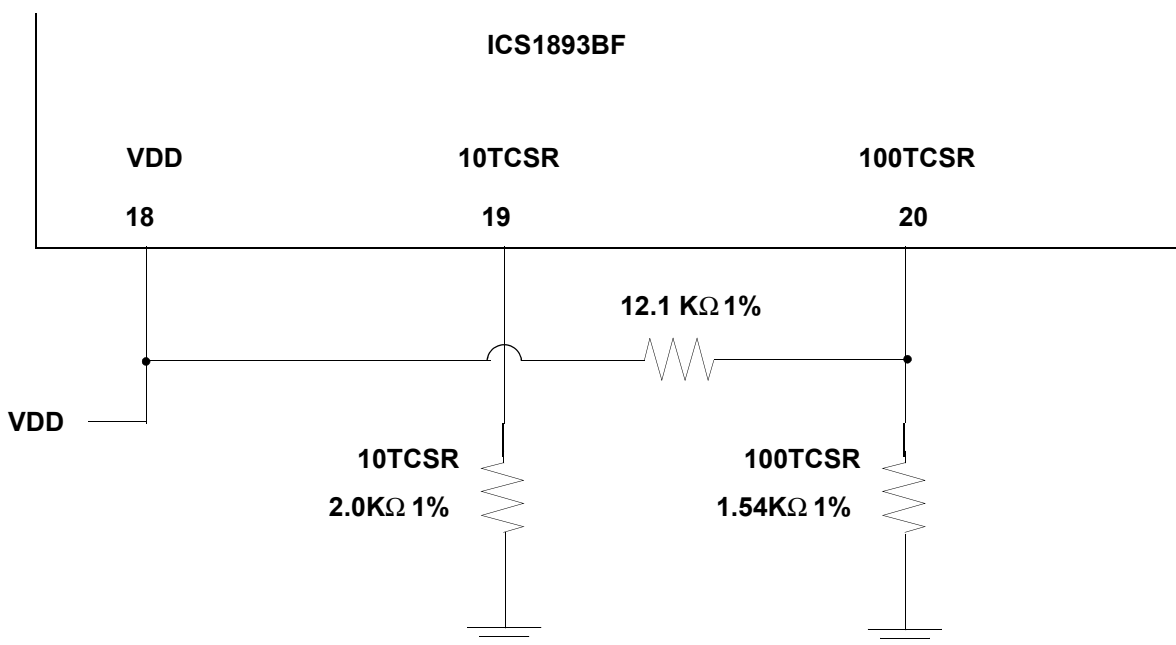 ICS1893BF
VDD 10TCSR 100TCSR
18 19 20
12.1 KΩ 1%
VDD
10TCSR 100TCSR
2.0KΩ 1% 1.54KΩ 1%